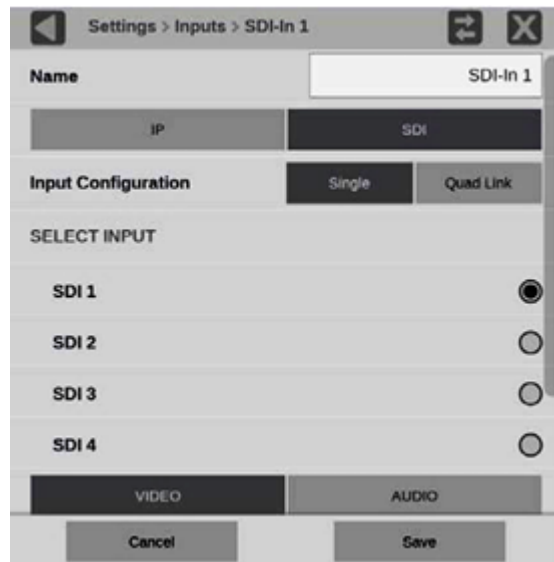 Settings > Inputs > SDI-In 1
Name
SDI-In 1
IP
SDI
Input Configuration
Single
Quad Link
SELECT INPUT
SDI 1
SDI 2
SDI 3
SDI 4
VIDEO
AUDIO
Cancel
Save